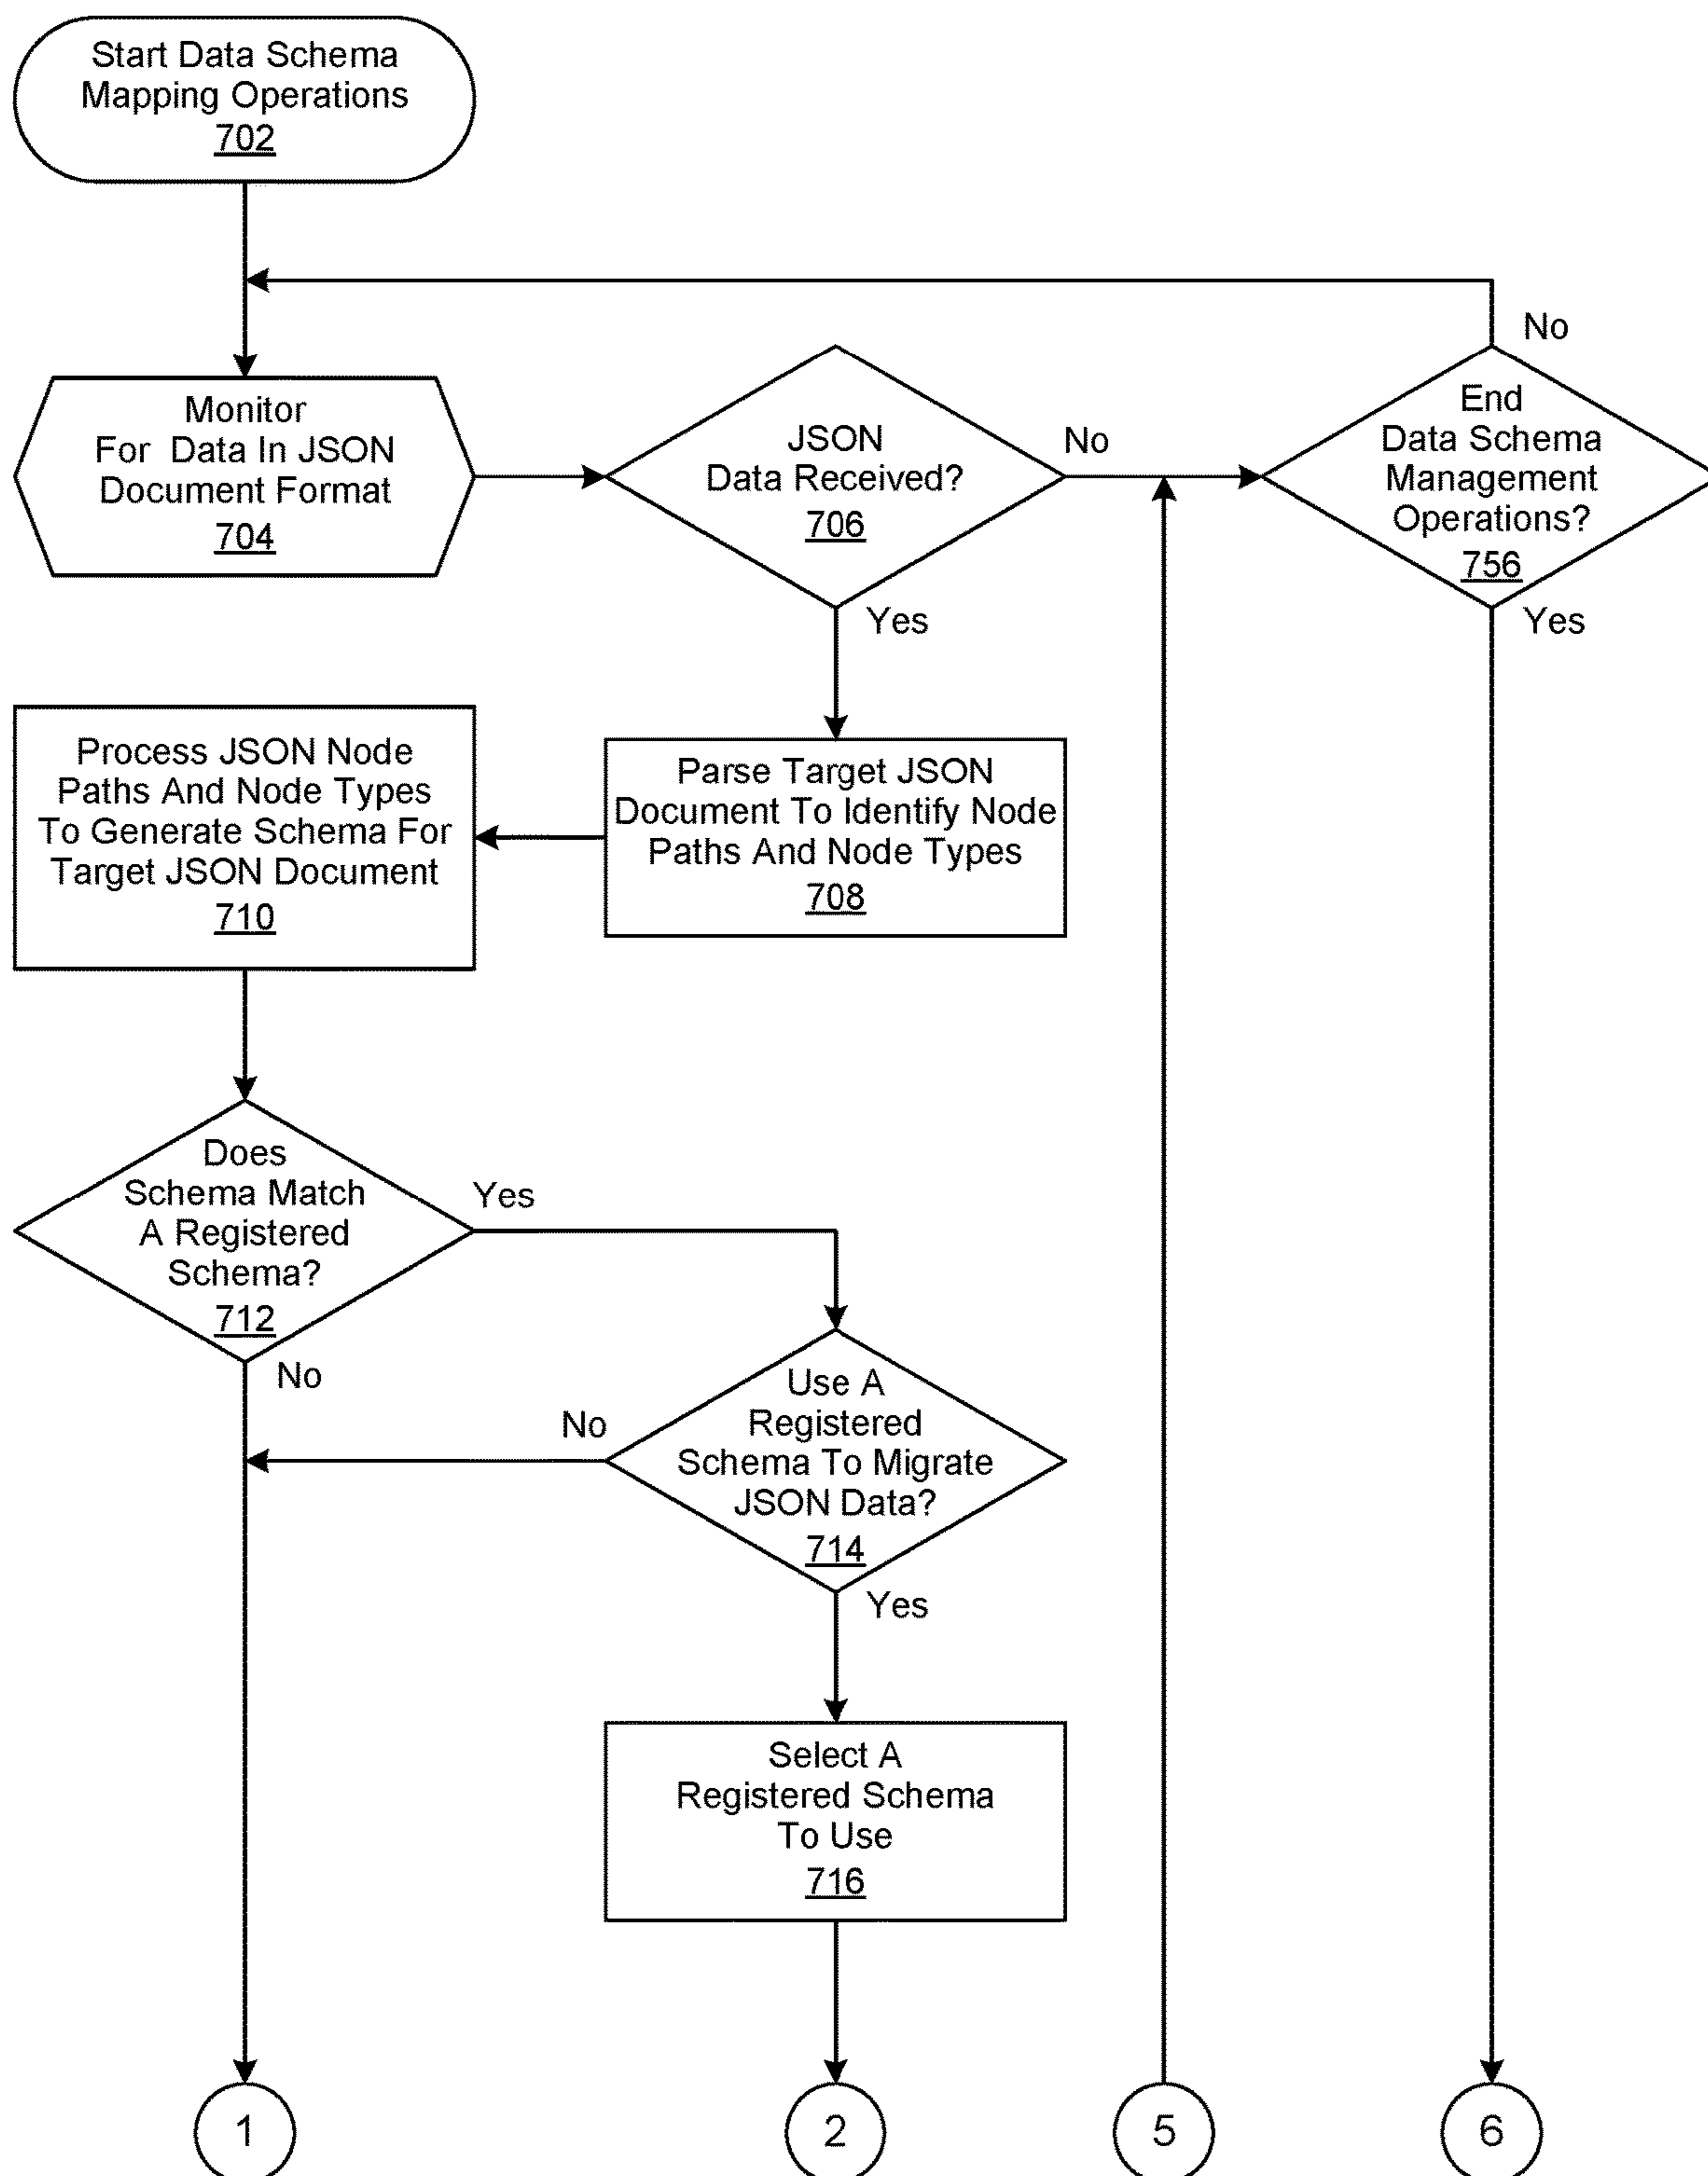 Start Data Schema
Mapping Operations
702
No
Monitor
For Data In JSON
Document Format
704
JSON
Data Received?
706
No
End
Data Schema
Management
Operations?
756
Yes
Yes
Process JSON Node
Paths And Node Types
To Generate Schema For
Target JSON Document
710
Parse Target JSON
Document To Identify Node
Paths And Node Types
708
Does
Schema Match
A Registered
Schema?
712
Yes
No
Use A
Registered
Schema To Migrate
JSON Data?
714
No
Yes
Select A
Registered Schema
To Use
716
1
2
5
6